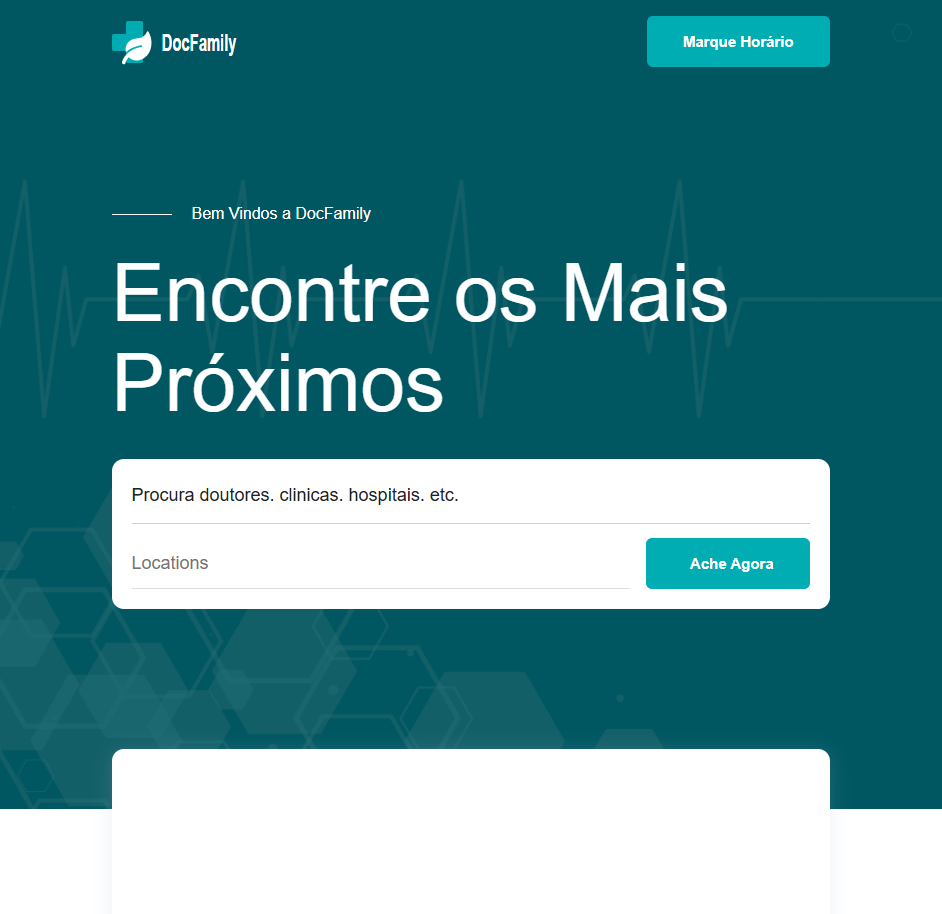 DocFamily
Marque Horário
Bem Vindos a DocFamily
Encontre os Mais
Próximos
Procura doutores. clinicas. hospitais. etc.
Locations
Ache Agora